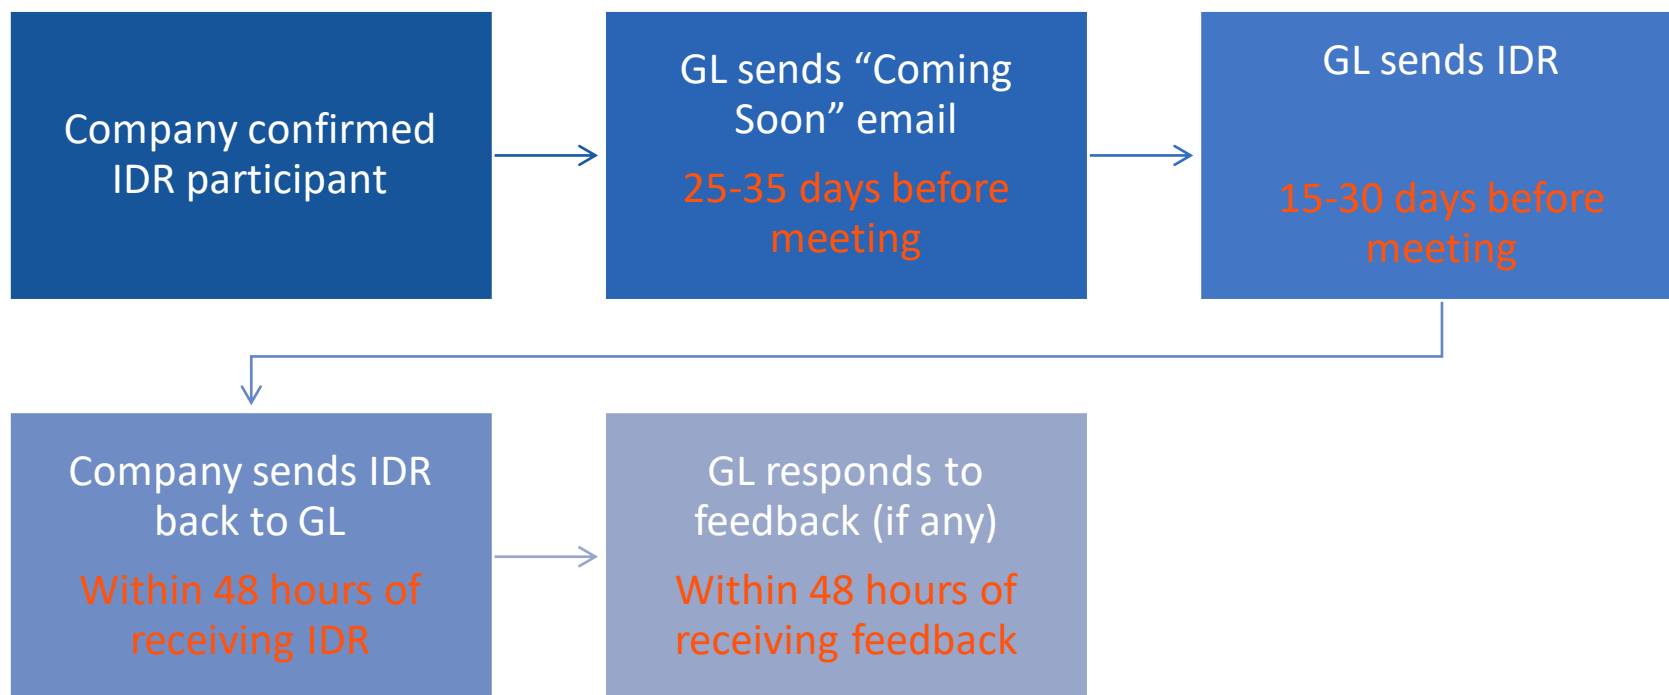 Company confirmed
IDR participant
GL sends “Coming
Soon” email
25-35 days before
meeting
GL sends IDR
15-30 days before
meeting
Company sends IDR
back to GL
Within 48 hours of
receiving IDR
GL responds to
feedback (if any)
Within 48 hours of
receiving feedback